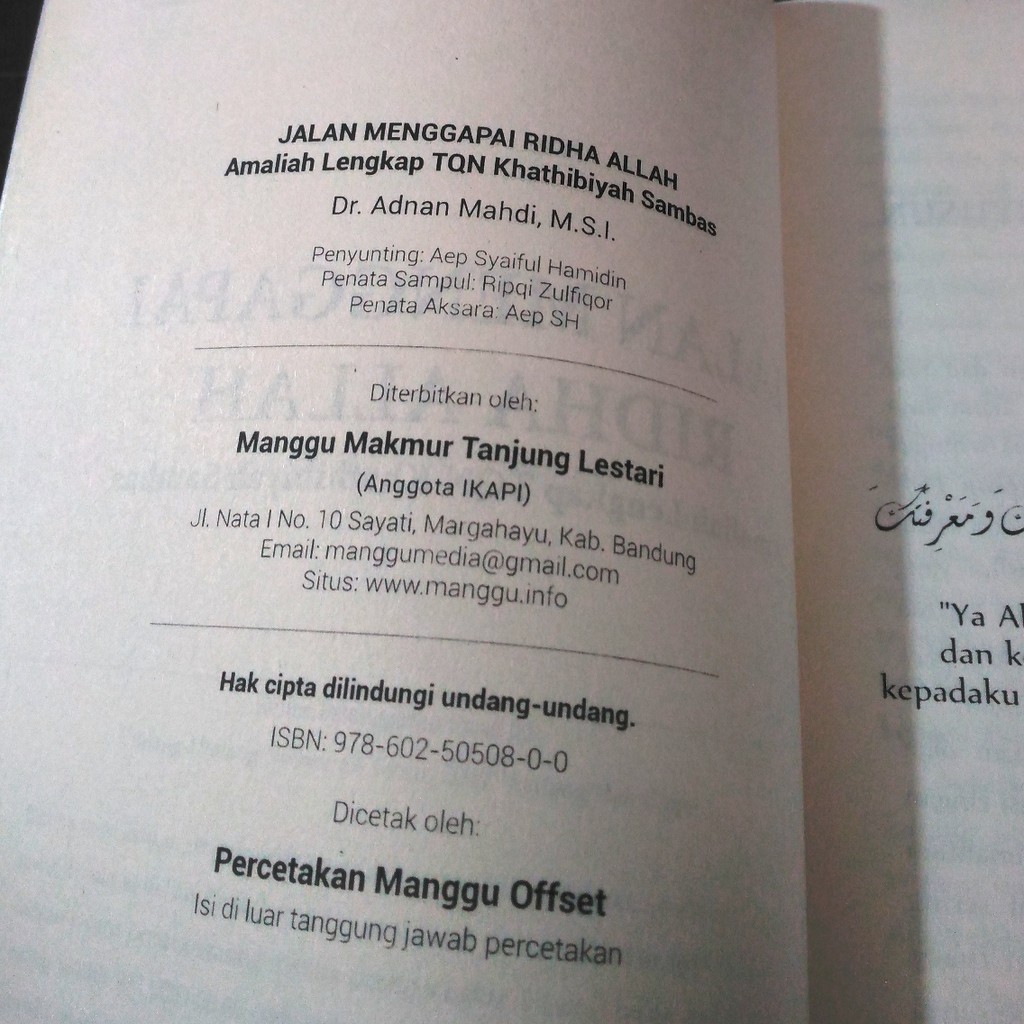 JALAN MENGGAPAI RIDHA ALLAH
Amaliah Lengkap TQN Khathibiyah Sambas
Dr. Adnan Mahdi, M.S.I.
Penyunting: Aep Syaiful Hamidin
Penata Sampul: Ripqi Zulfiqor
Penata Aksara: Aep SH
Diterbitkan oleh:
Manggu Makmur Tanjung Lestari
(Anggota IKAPI)
Jl. Nata I No. 10 Sayati, Margahayu, Kab. Bandung
Email: manggumedia@gmail.com
Situs: www.manggu.info
Hak cipta dilindungi undang-undang.
ISBN: 978-602-50508-0-0
Dicetak oleh:
Percetakan Manggu Offset
Isi di luar tanggung jawab percetakan
وَمَعْرِفَتَكَ
"Ya
dan
kepadaku